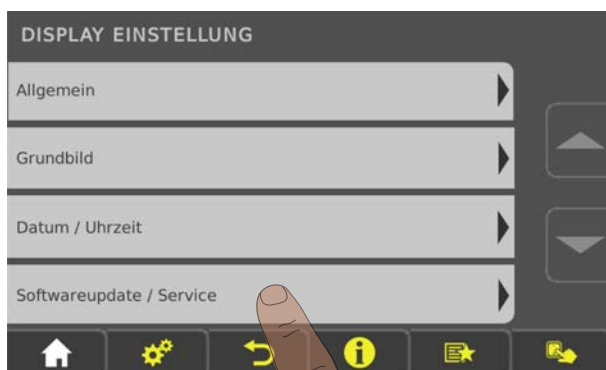 DISPLAY EINSTELLUNG
Allgemein
Grundbild
Datum / Uhrzeit
Softwareupdate / Service